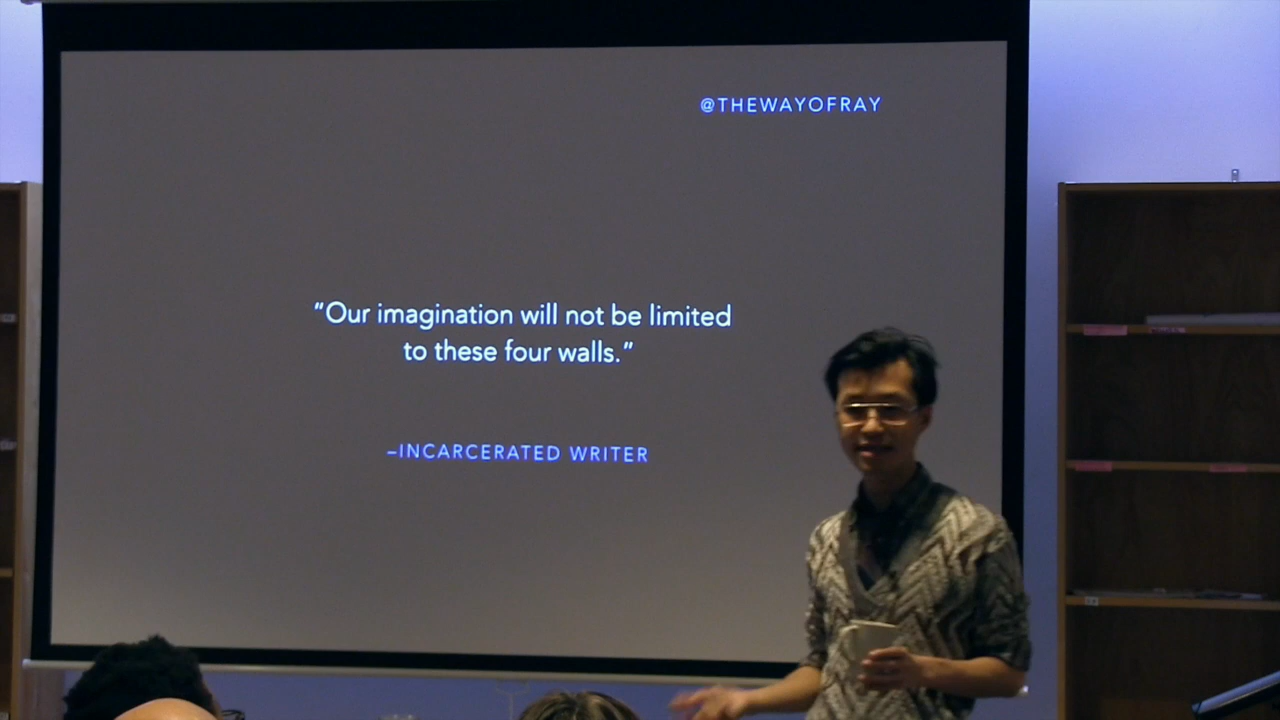 @THEWAYOFRAY
“Our imagination will not be limited
to these four walls.”
–INCARCERATED WRITER